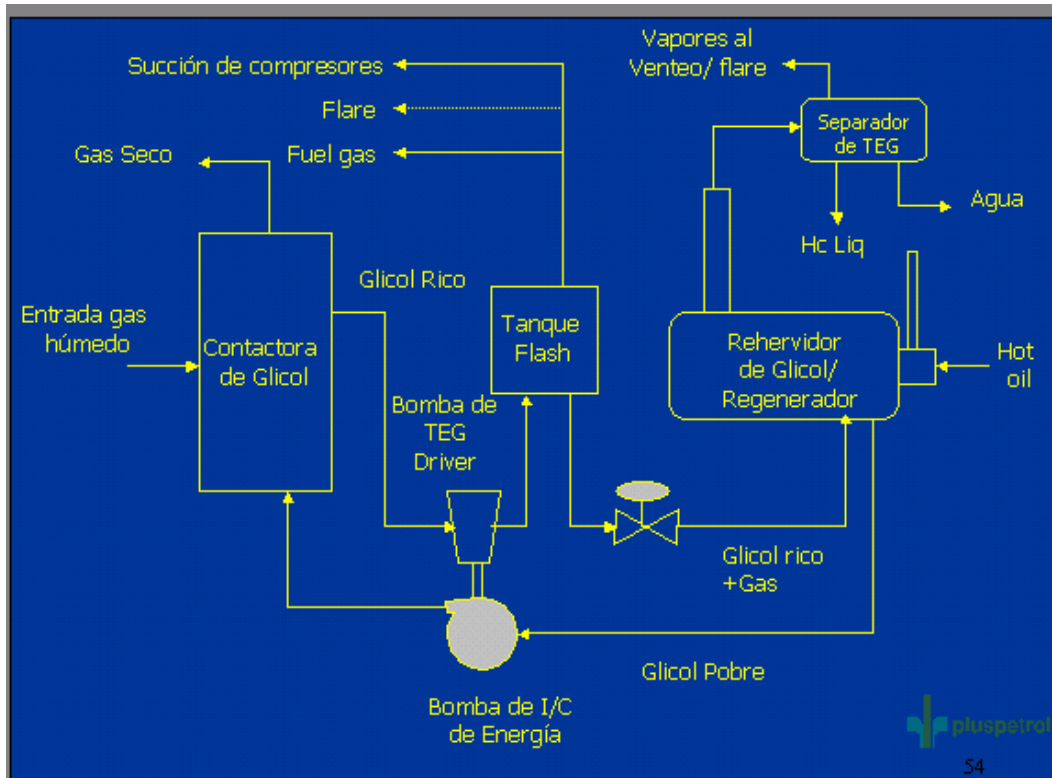 Vapores al
Venteo/ flare
Succión de compresores
Flare
Separador
de TEG
Gas Seco
Fuel gas
Agua
Hc Liq
Glicol Rico
Entrada gas
húmedo
Contactora
de Glicol
Tanque
Flash
Rehervidor
de Glicol/
Regenerador
Hot
oil
Bomba de
TEG
Driver
Glicol rico
+Gas
Glicol Pobre
Bomba de I/C
de Energía
pluspetrol
54